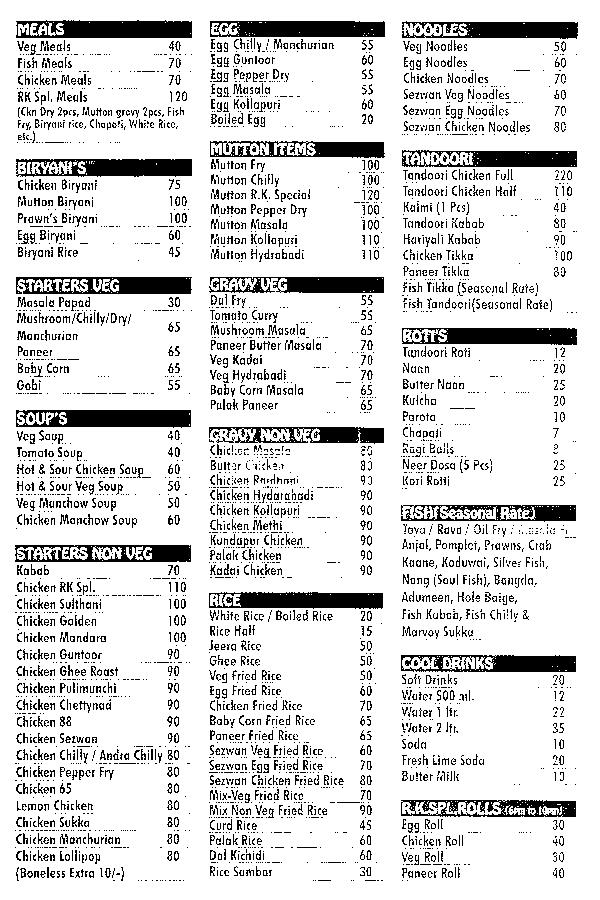 MEALS
Veg Meals 40
Fish Meals 70
Chicken Meals 70
RK Spl. Meals 120
(Ckn Dry 2pcs, Mutton gravy 2pcs, Fish
Fry, Biryani rice, Chapati, White Rice,
etc.)
BIRYANI'S
Chicken Biryani 75
Mutton Biryani 100
Prawn's Biryani 100
Egg Biryani 60
Biryani Rice 45
STARTERS VEG
Masala Papad 30
Mushroom/Chilly/Dry/
Manchurian 65
Paneer 65
Baby Corn 65
Gobi 55
SOUP'S
Veg Soup 40
Tomato Soup 40
Hot & Sour Chicken Soup 60
Hot & Sour Veg Soup 50
Veg Manchow Soup 50
Chicken Manchow Soup 60
STARTERS NON VEG
Kabab 70
Chicken RK Spl. 110
Chicken Sulthani 100
Chicken Golden 100
Chicken Mandara 100
Chicken Guntoor 90
Chicken Ghee Roast 90
Chicken Pulimunchi 90
Chicken Chettynad 90
Chicken 88 90
Chicken Sezwan 90
Chicken Chilly / Andra Chilly 80
Chicken Pepper Fry 80
Chicken 65 80
Lemon Chicken 80
Chicken Sukka 80
Chicken Manchurian 80
Chicken Lollipop 80
(Boneless Extra 10/-)
EGG
Egg Chilly / Manchurian 55
Egg Guntoor 60
Egg Pepper Dry 55
Egg Masala 55
Egg Kollapuri 60
Boiled Egg 20
MUTTON ITEMS
Mutton Fry 100
Mutton Chilly 100
Mutton R.K. Special 120
Mutton Pepper Dry 100
Mutton Masala 100
Mutton Kollapuri 110
Mutton Hydrabadi 110
GRAVY VEG
Dal Fry 55
Tomato Curry 55
Mushroom Masala 65
Paneer Butter Masala 70
Veg Kadai 70
Veg Hydrabadi 70
Baby Corn Masala 65
Palak Paneer 65
GRAVY NON VEG
Chicken Masala 80
Butter Chicken 80
Chicken 90
Chicken Hydarabadi 90
Chicken Kollapuri 90
Chicken Methi 90
Kundapur Chicken 90
Palak Chicken 90
Kadai Chicken 90
RICE
White Rice / Boiled Rice 20
Rice Half 15
Jeera Rice 50
Ghee Rice 50
Veg Fried Rice 50
Egg Fried Rice 60
Chicken Fried Rice 70
Baby Corn Fried Rice 65
Paneer Fried Rice 65
Sezwan Veg Fried Rice 60
Sezwan Egg Fried Rice 70
Sezwan Chicken Fried Rice 80
Mix-Veg Fried Rice 70
Mix Non Veg Fried Rice 90
Curd Rice 45
Palak Rice 60
Dal Kichidi 60
Rice Sambar 30
NOODLES
Veg Noodles 50
Egg Noodles 60
Chicken Noodles 70
Sezwan Veg Noodles 60
Sezwan Egg Noodles 70
Sezwan Chicken Noodles 80
TANDOORI
Tandoori Chicken Full 220
Tandoori Chicken Half 110
Kalmi (1 Pcs) 40
Tandoori Kabab 80
Hariyali Kabab 90
Chicken Tikka 100
Paneer Tikka 80
Fish Tikka (Seasonal Rate)
Fish Tandoori(Seasonal Rate)
ROTI'S
Tandoori Roti 12
Naan 20
Butter Naan 25
Kulcha 20
Parota 10
Chapati 7
Ragi Balls 8
Neer Dosa (5 Pcs) 25
Kori Rotti 25
FISH( Seasonal Rate.)
Tava / Rava / Oil Fry /
Anjal, Pomplet, Prawns, Crab
Kaane, Koduwai, Silver Fish,
Nang (Soul Fish), Bangda,
Adumeen, Hole Baige,
Fish Kabab, Fish Chilly &
Marvoy Sukka
COOL DRINKS
Soft Drinks 20
Water 500 ml. 12
Water 1 ltr. 22
Water 2 ltr. 35
Soda 10
Fresh Lime Soda 20
Butter Milk 10
R.K SPL ROLLS
Egg Roll 30
Chicken Roll 40
Veg Roll 30
Paneer Roll 40